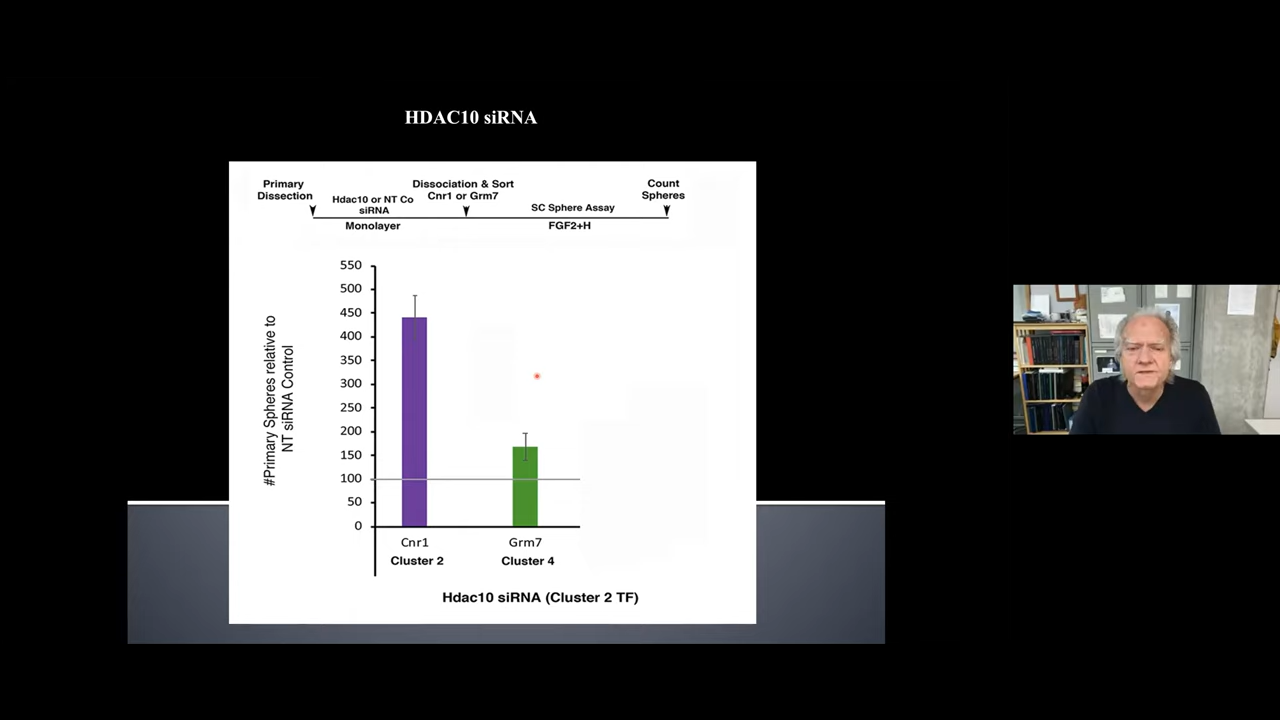 HDAC10 siRNA
Primary
Dissection
Hdac10 or NT Co
siRNA
Monolayer
Dissociation & Sort
Cnr1 or Grm7
SC Sphere Assay
FGF2+H
Count
Spheres
#Primary Spheres relative to
NT siRNA Control
550
500
450
400
350
300
250
200
150
100
50
0
Cnr1
Cluster 2
Grm7
Cluster 4
Hdac10 siRNA (Cluster 2 TF)